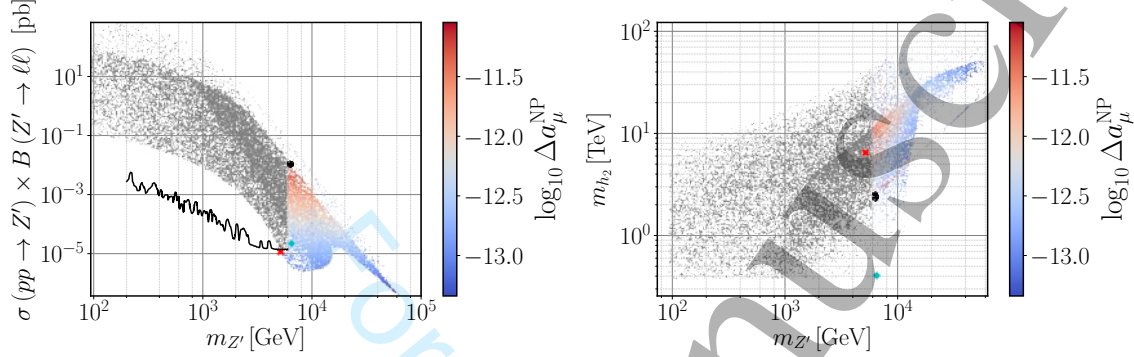 σ (pp → Z′) × B (Z′ → ℓℓ) [pb]
10¹
10⁻¹
10⁻³
10⁻⁵
10² 10³ 10⁴ 10⁵
m_{Z′} [GeV]
−11.5
−12.0
−12.5
−13.0
log₁₀ Δa_μ^{NP}
m_{h₂} [TeV]
10²
10¹
10⁰
10² 10³ 10⁴
m_{Z′} [GeV]
−11.5
−12.0
−12.5
−13.0
log₁₀ Δa_μ^{NP}
For
nuscri